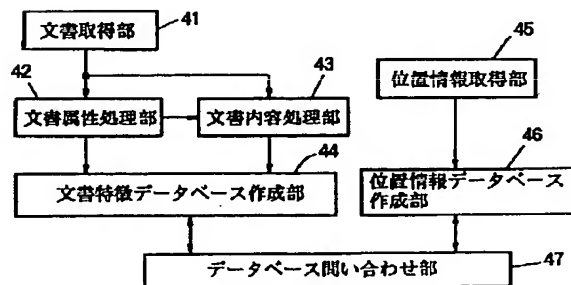 文書取得部
41
42
文書属性処理部
43
文書内容処理部
44
文書特徴データベース作成部
45
位置情報取得部
46
位置情報データベース
作成部
データベース問い合わせ部
47